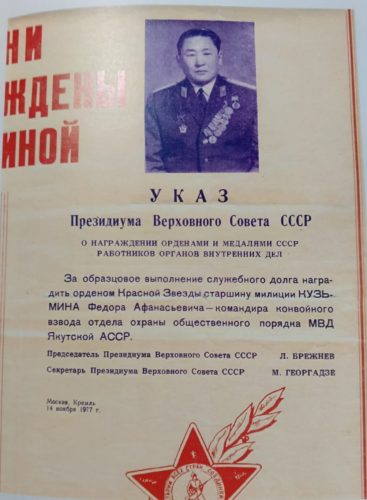 НИ
ЖДЕНЫ
ИНОЙ
УКАЗ
Президиума Верховного Совета СССР
О НАГРАЖДЕНИИ ОРДЕНАМИ И МЕДАЛЯМИ СССР
РАБОТНИКОВ ОРГАНОВ ВНУТРЕННИХ ДЕЛ
За образцовое выполнение служебного долга награ-
дить орденом Красной Звезды старшину милиции КУЗЬ-
МИНА Федора Афанасьевича—командира конвойного
взвода отдела охраны общественного порядка МВД
Якутской АССР.
Председатель Президиума Верховного Совета СССР Л. БРЕЖНЕВ
Секретарь Президиума Верховного Совета СССР М. ГЕОРГАДЗЕ
Москва, Кремль
14 ноября 1977 г.
ВСЕХ СТРАН СОЕДИН